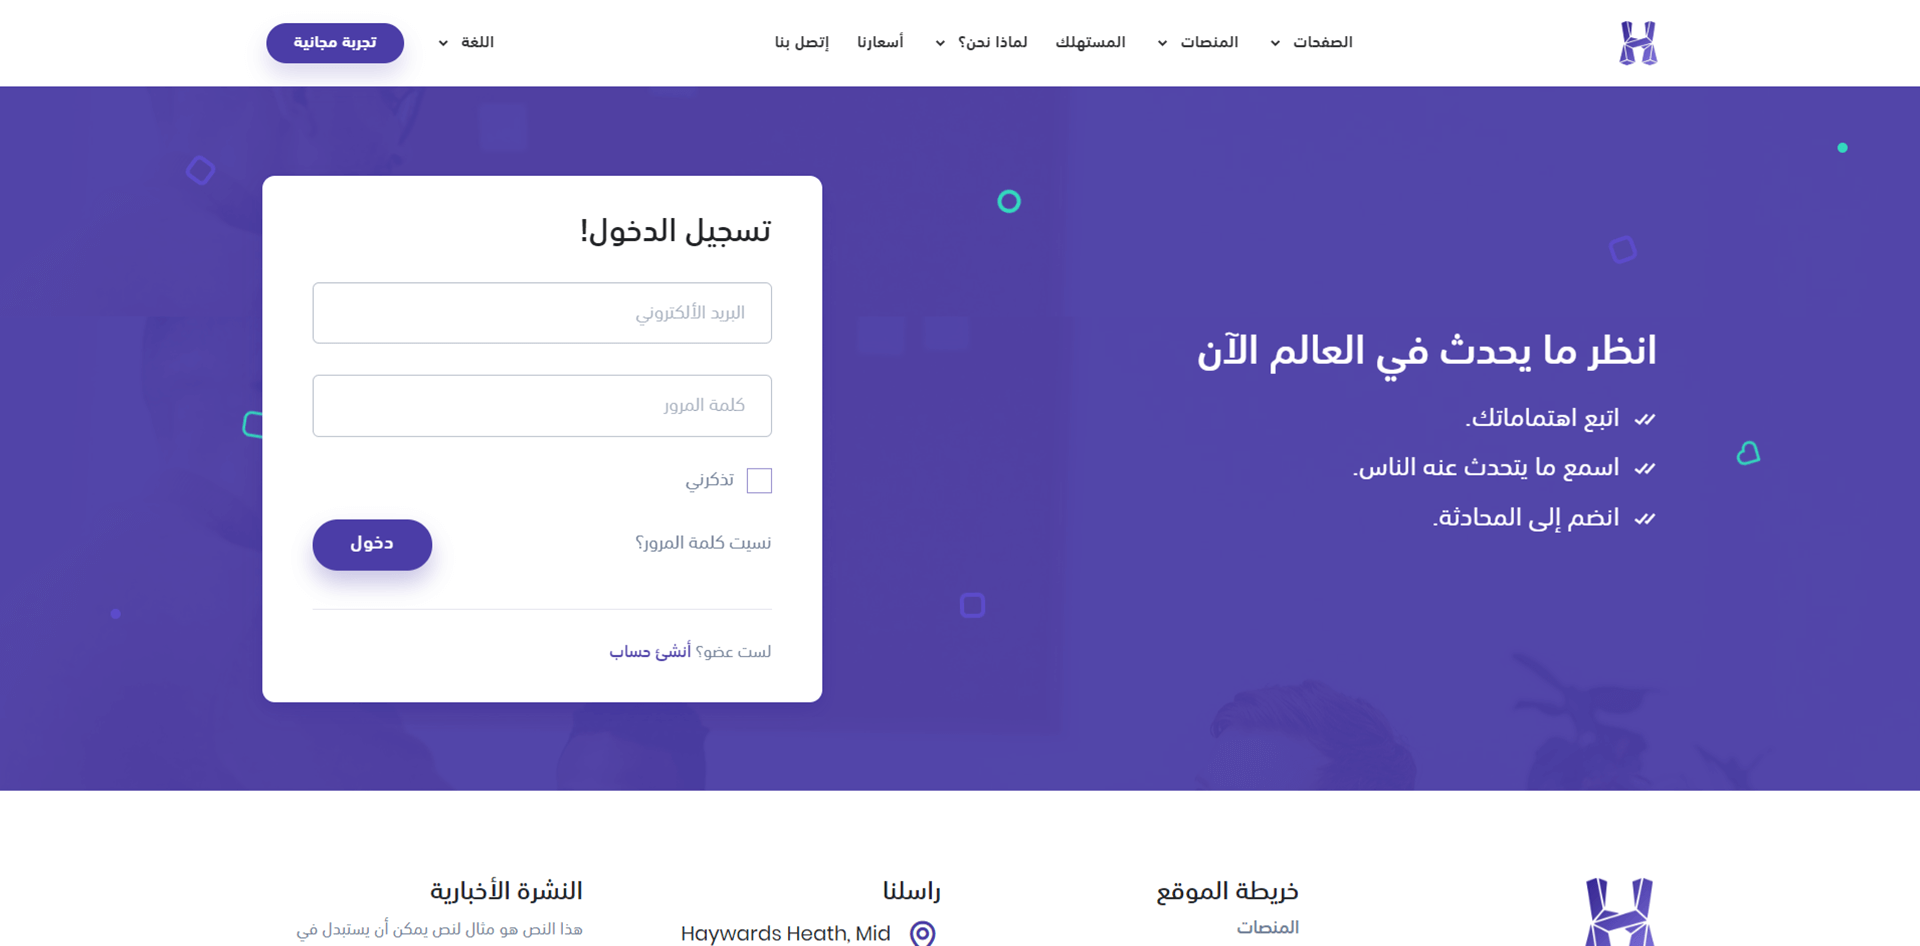 الصفحات
المنصات
المستهلك
لماذا نحن؟
أسعارنا
إتصل بنا
اللغة
تجربة مجانية
انظر ما يحدث في العالم الآن
اتبع اهتماماتك.
اسمع ما يتحدث عنه الناس.
انضم إلى المحادثة.
تسجيل الدخول!
البريد الألكتروني
كلمة المرور
تذكرني
نسيت كلمة المرور؟
دخول
لست عضو؟ أنشئ حساب
خريطة الموقع
المنصات
راسلنا
Haywards Heath, Mid
النشرة الأخبارية
هذا النص هو مثال لنص يمكن أن يستبدل في